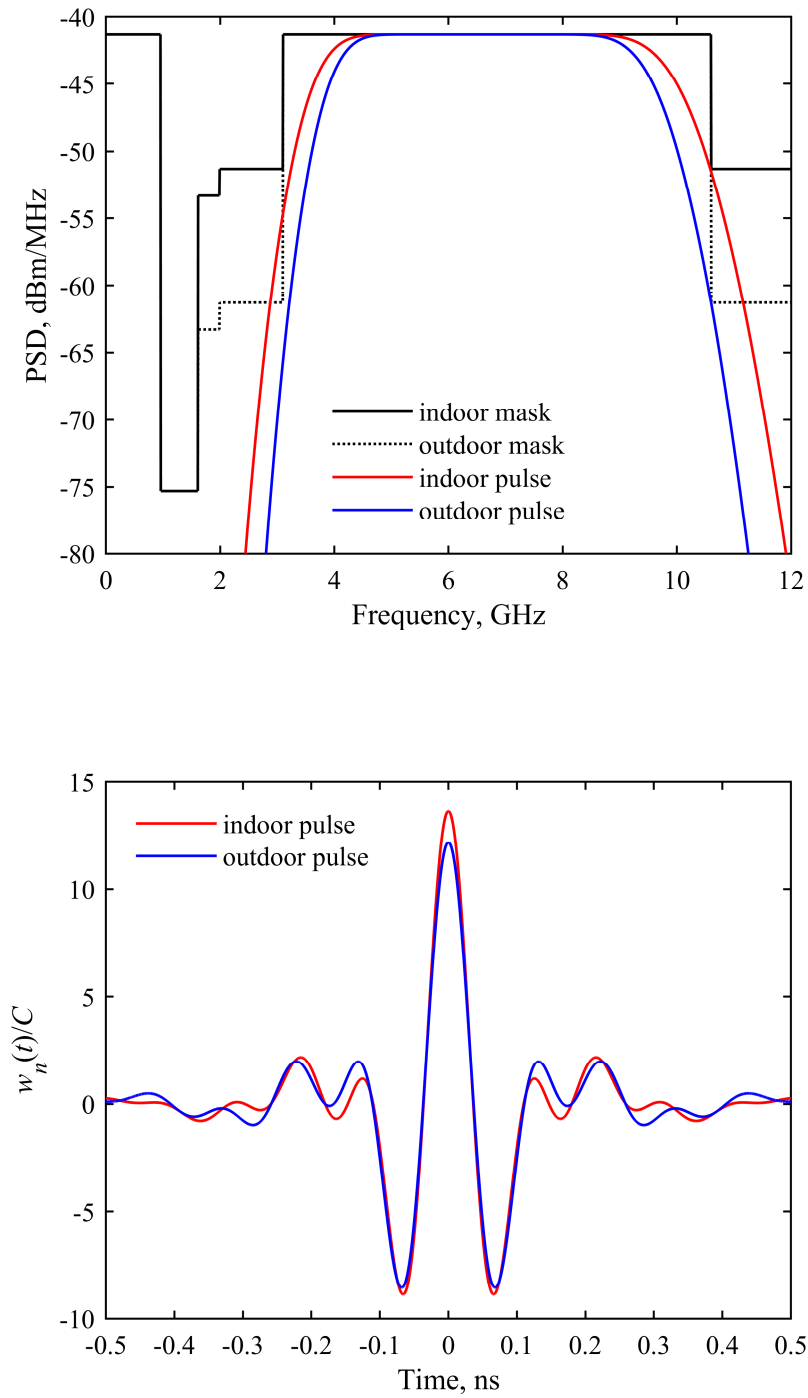 -40
-45
-50
-55
-60
-65
-70
-75
-80
PSD, dBm/MHz
indoor mask
outdoor mask
indoor pulse
outdoor pulse
0 2 4 6 8 10 12
Frequency, GHz
15
10
5
0
-5
-10
wn(t)/C
indoor pulse
outdoor pulse
-0.5 -0.4 -0.3 -0.2 -0.1 0 0.1 0.2 0.3 0.4 0.5
Time, ns